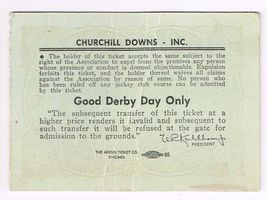 CHURCHILL DOWNS - INC.
● The holder of this ticket accepts the same subject to the
right of the Association to expel from the premises any person
whose presence or conduct is deemed objectionable. Expulsion
forfeits this ticket, and the holder thereof waives all claims
against the Association by reason of same. No person who
has been ruled off any jockey club course can be admitted
by this ticket.
Good Derby Day Only
"The subsequent transfer of this ticket at a
higher price renders it invalid and subsequent to
such transfer it will be refused at the gate for
admission to the grounds."
PRESIDENT
THE ARCUS TICKET CO.
CHICAGO